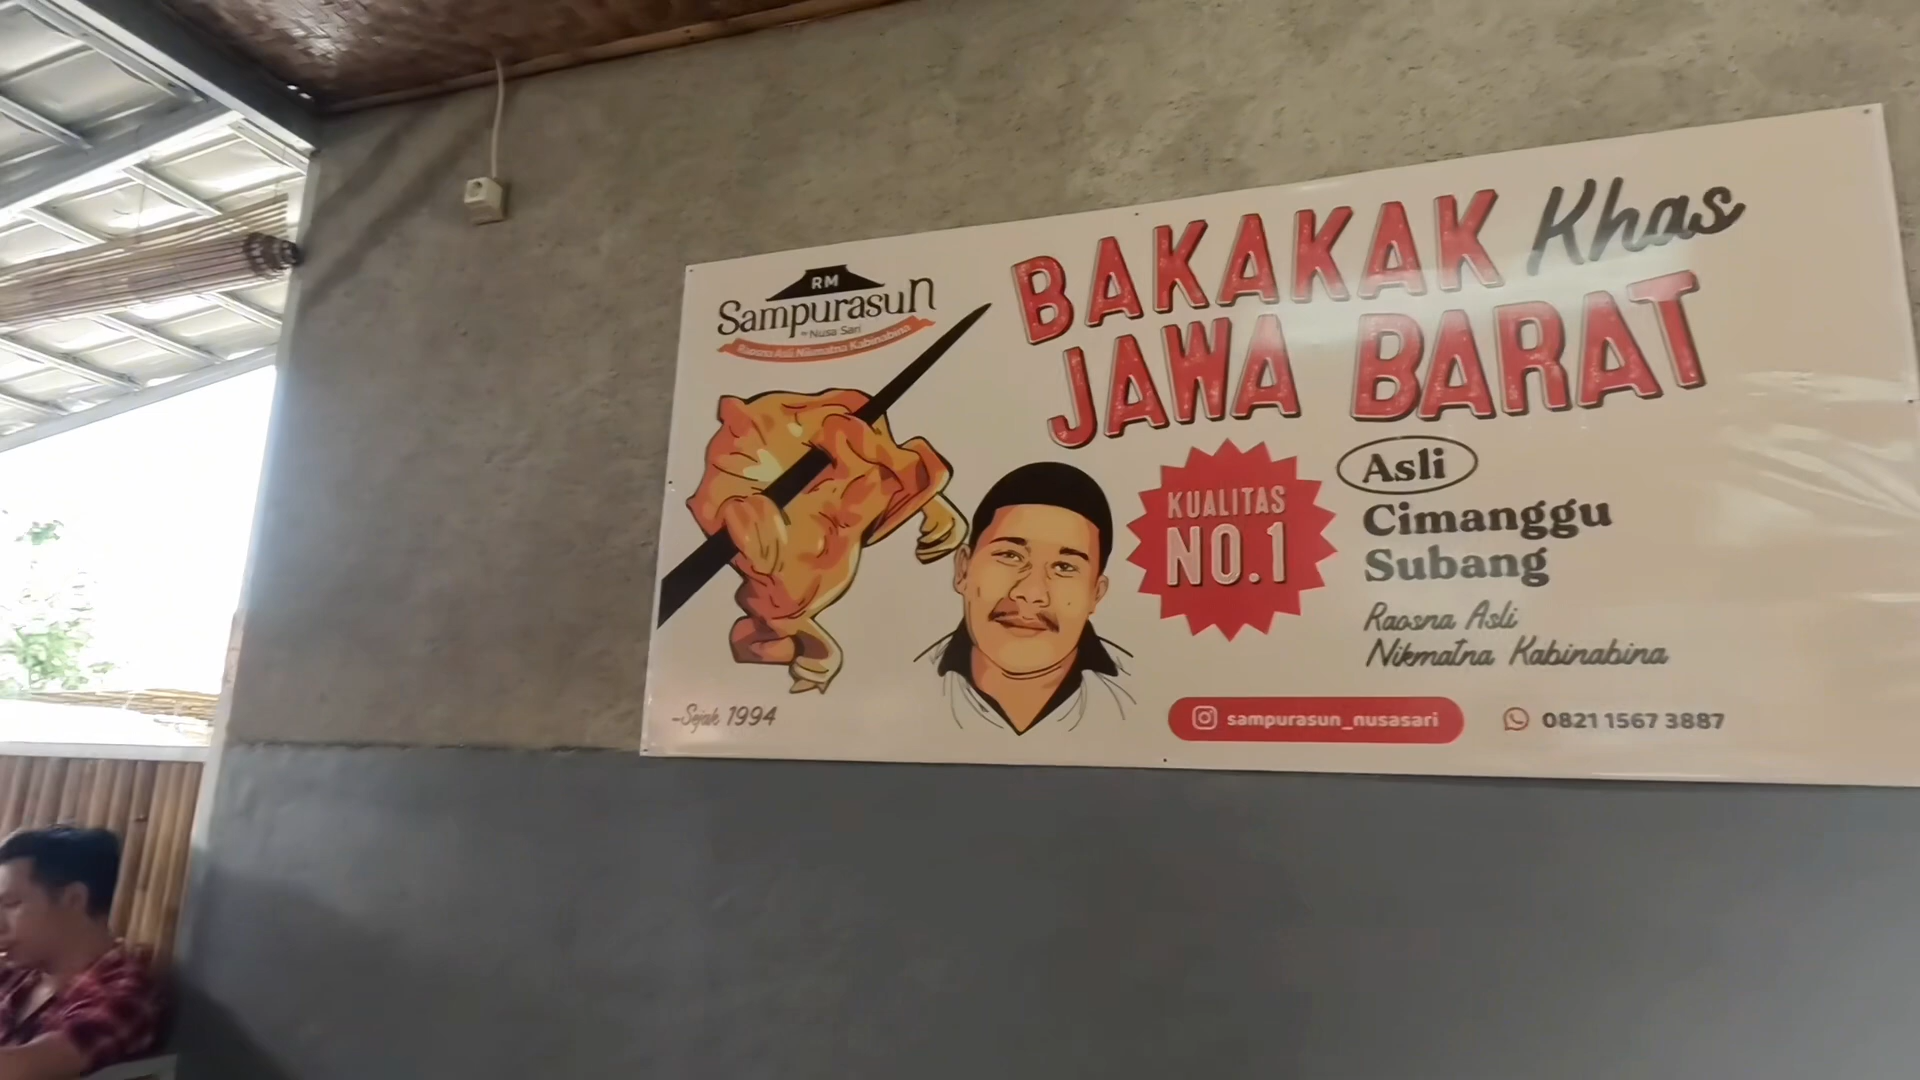 RM
Sampurasun
by Nusa Sari
Raosna Asli Nikmatna Kabinabina
BAKAKAK Khas
JAWA BARAT
KUALITAS
NO.1
Asli
Cimanggu
Subang
Raosna Asli
Nikmatna Kabinabina
-Sejak 1994
sampurasun_nusasari
0821 1567 3887